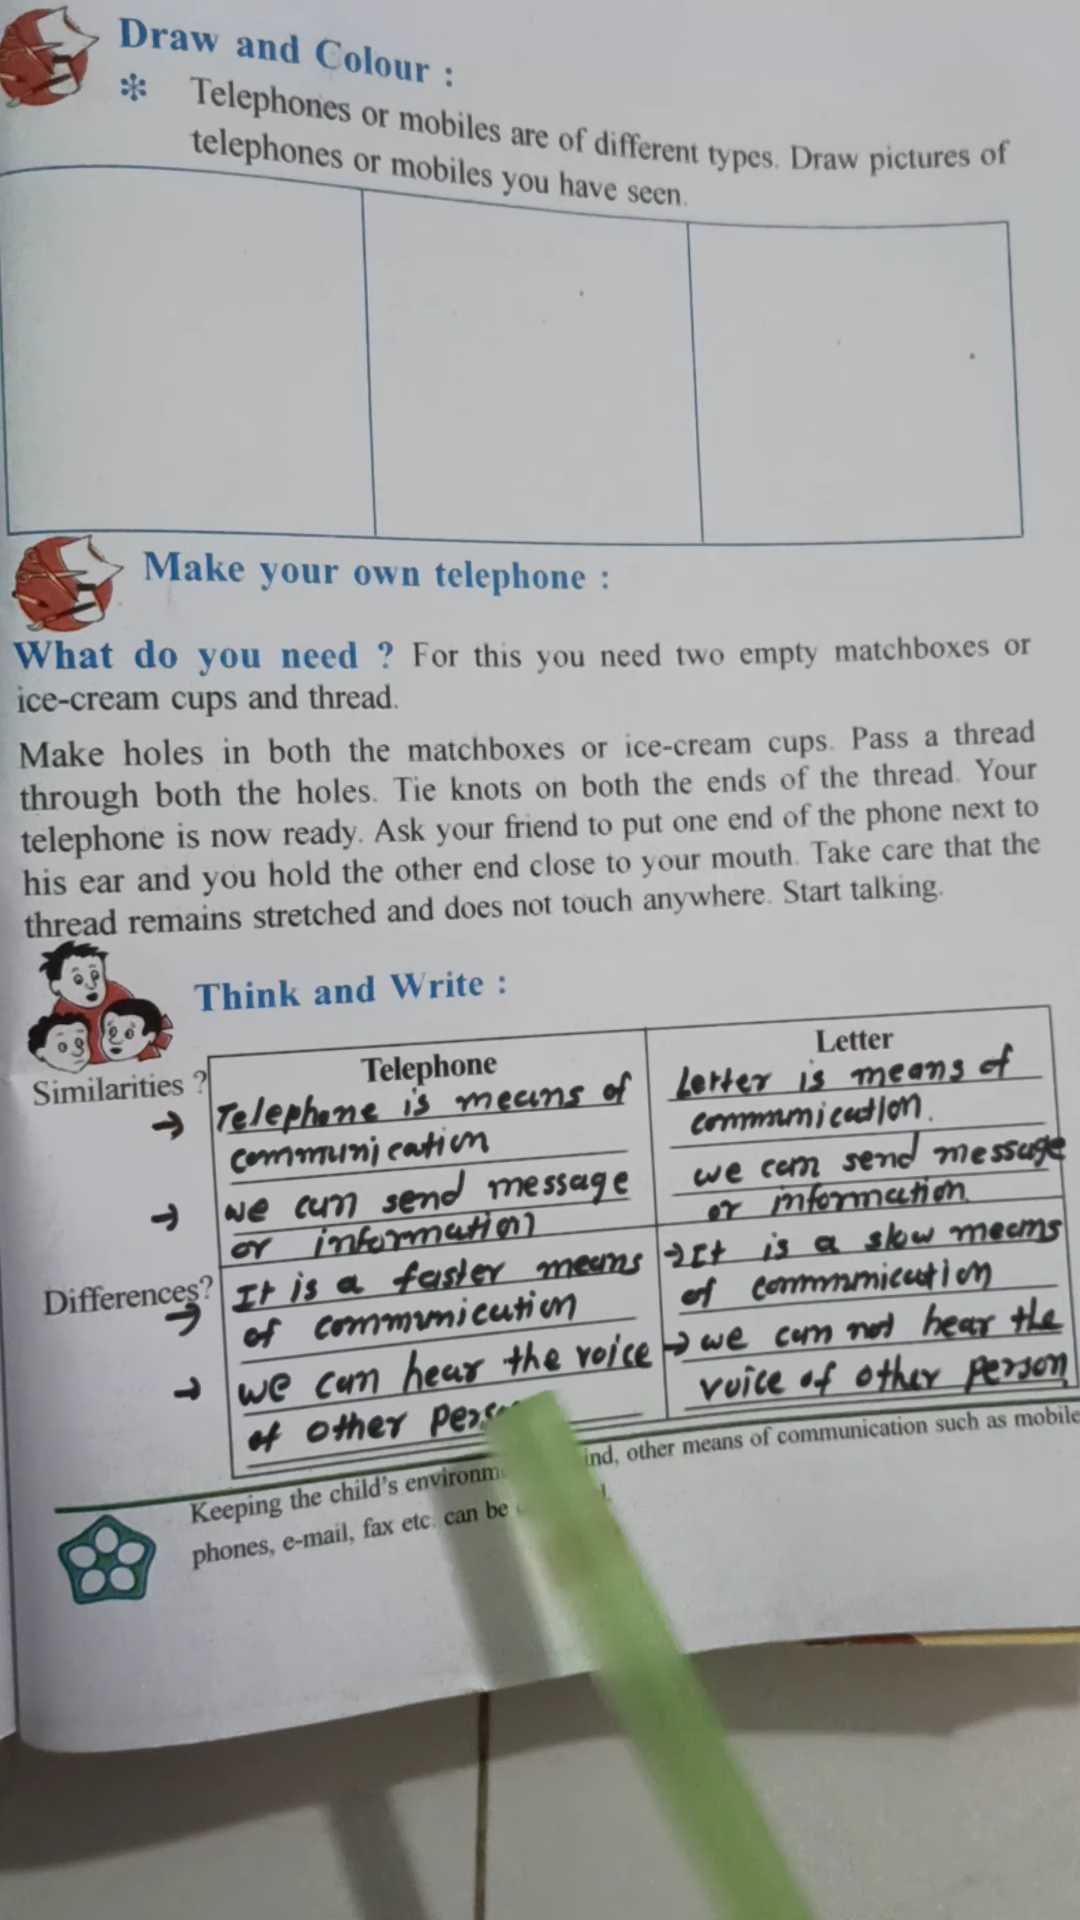 Draw and Colour :
✻ Telephones or mobiles are of different types. Draw pictures of
telephones or mobiles you have seen.
Make your own telephone :
What do you need ? For this you need two empty matchboxes or
ice-cream cups and thread.
Make holes in both the matchboxes or ice-cream cups. Pass a thread
through both the holes. Tie knots on both the ends of the thread. Your
telephone is now ready. Ask your friend to put one end of the phone next to
his ear and you hold the other end close to your mouth. Take care that the
thread remains stretched and does not touch anywhere. Start talking.
Think and Write :
Similarities ?
Telephone
→ Telephone is means of
communication
→ we can send message
or information
Letter
Letter is means of
communication.
we can send message
or information
Differences?
→ It is a faster means
of communication
→ we can hear the voice
of other
→ It is a slow means
of communication
→ we can not hear the
voice of other person
Keeping the child's other means of communication such as mobile
phones, e-mail, fax etc. can be